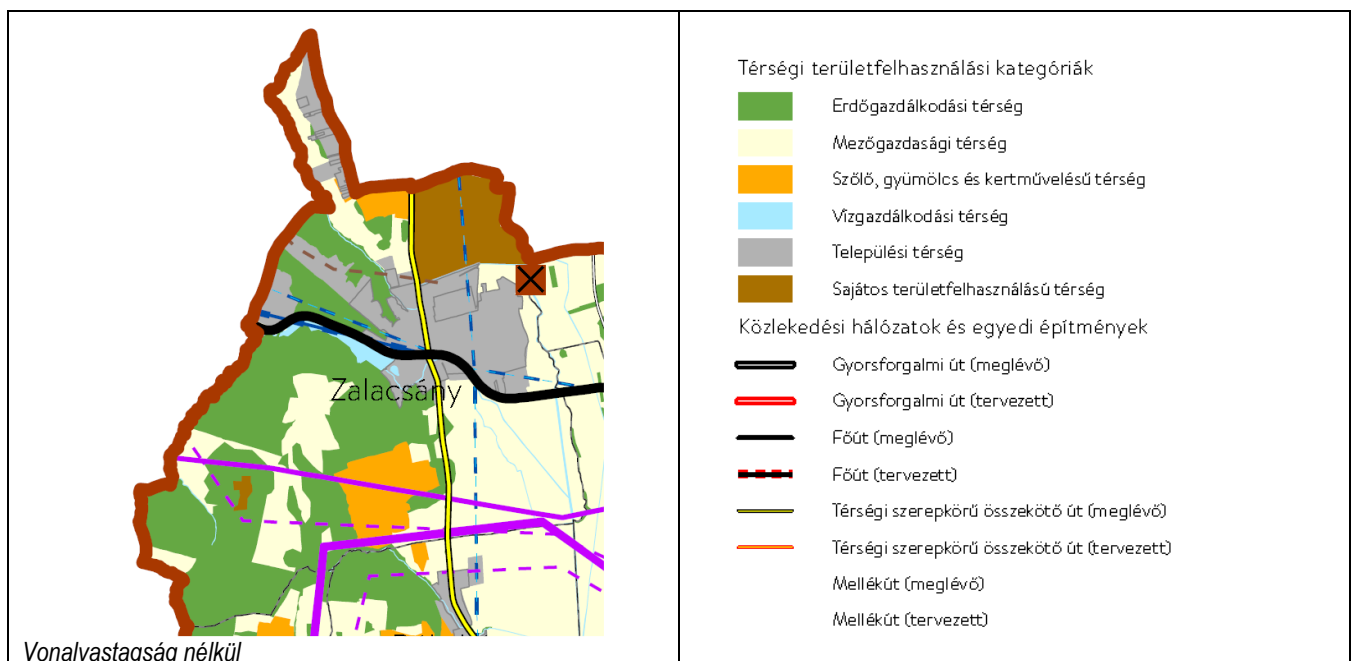 Zalacsány
Vonalvastagság nélkül
Térségi területfelhasználási kategóriák
Erdőgazdálkodási térség
Mezőgazdasági térség
Szőlő, gyümölcs és kertművelésű térség
Vízgazdálkodási térség
Települési térség
Sajátos területfelhasználású térség
Közlekedési hálózatok és egyedi építmények
Gyorsforgalmi út (meglévő)
Gyorsforgalmi út (tervezett)
Főút (meglévő)
Főút (tervezett)
Térségi szerepkörű összekötő út (meglévő)
Térségi szerepkörű összekötő út (tervezett)
Mellékút (meglévő)
Mellékút (tervezett)